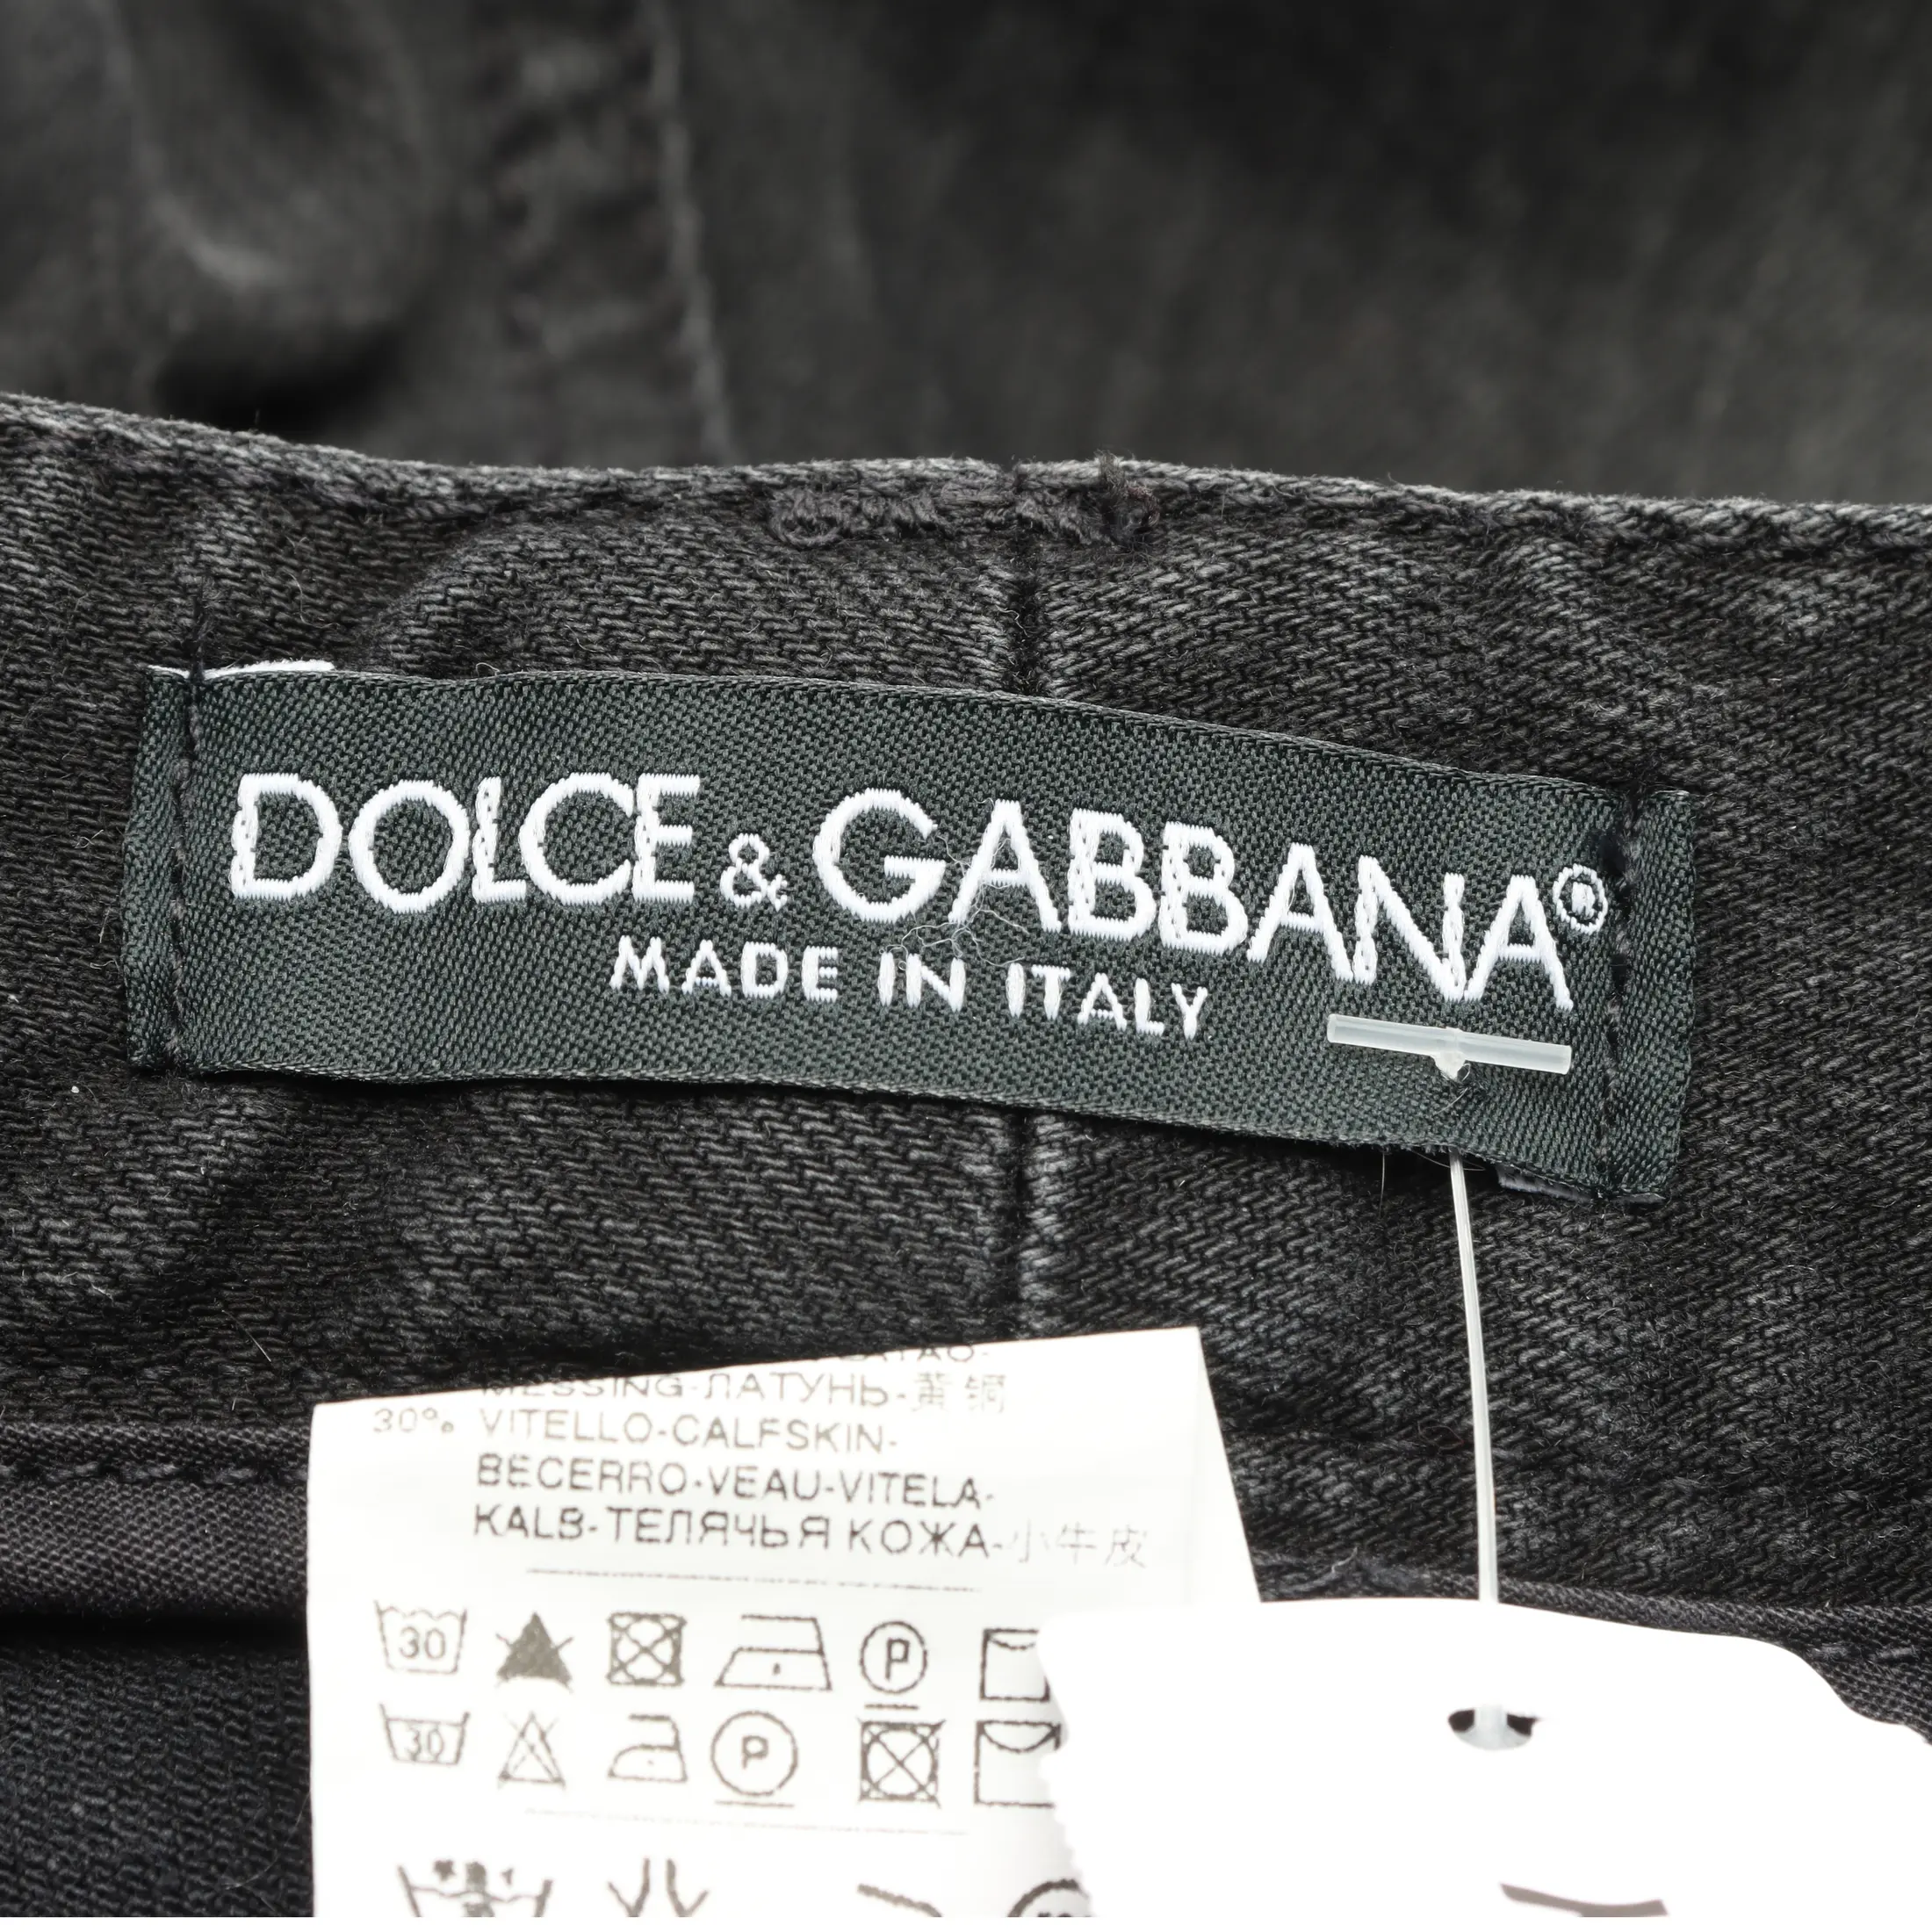 DOLCE & GABBANA®
MADE IN ITALY
MESSING-ЛАТУНЬ-黄铜
30% VITELLO-CALFSKIN-
BECERRO-VEAU-VITELA-
KALB-ТЕЛЯЧЬЯ КОЖА-小牛皮
30 P
30 P